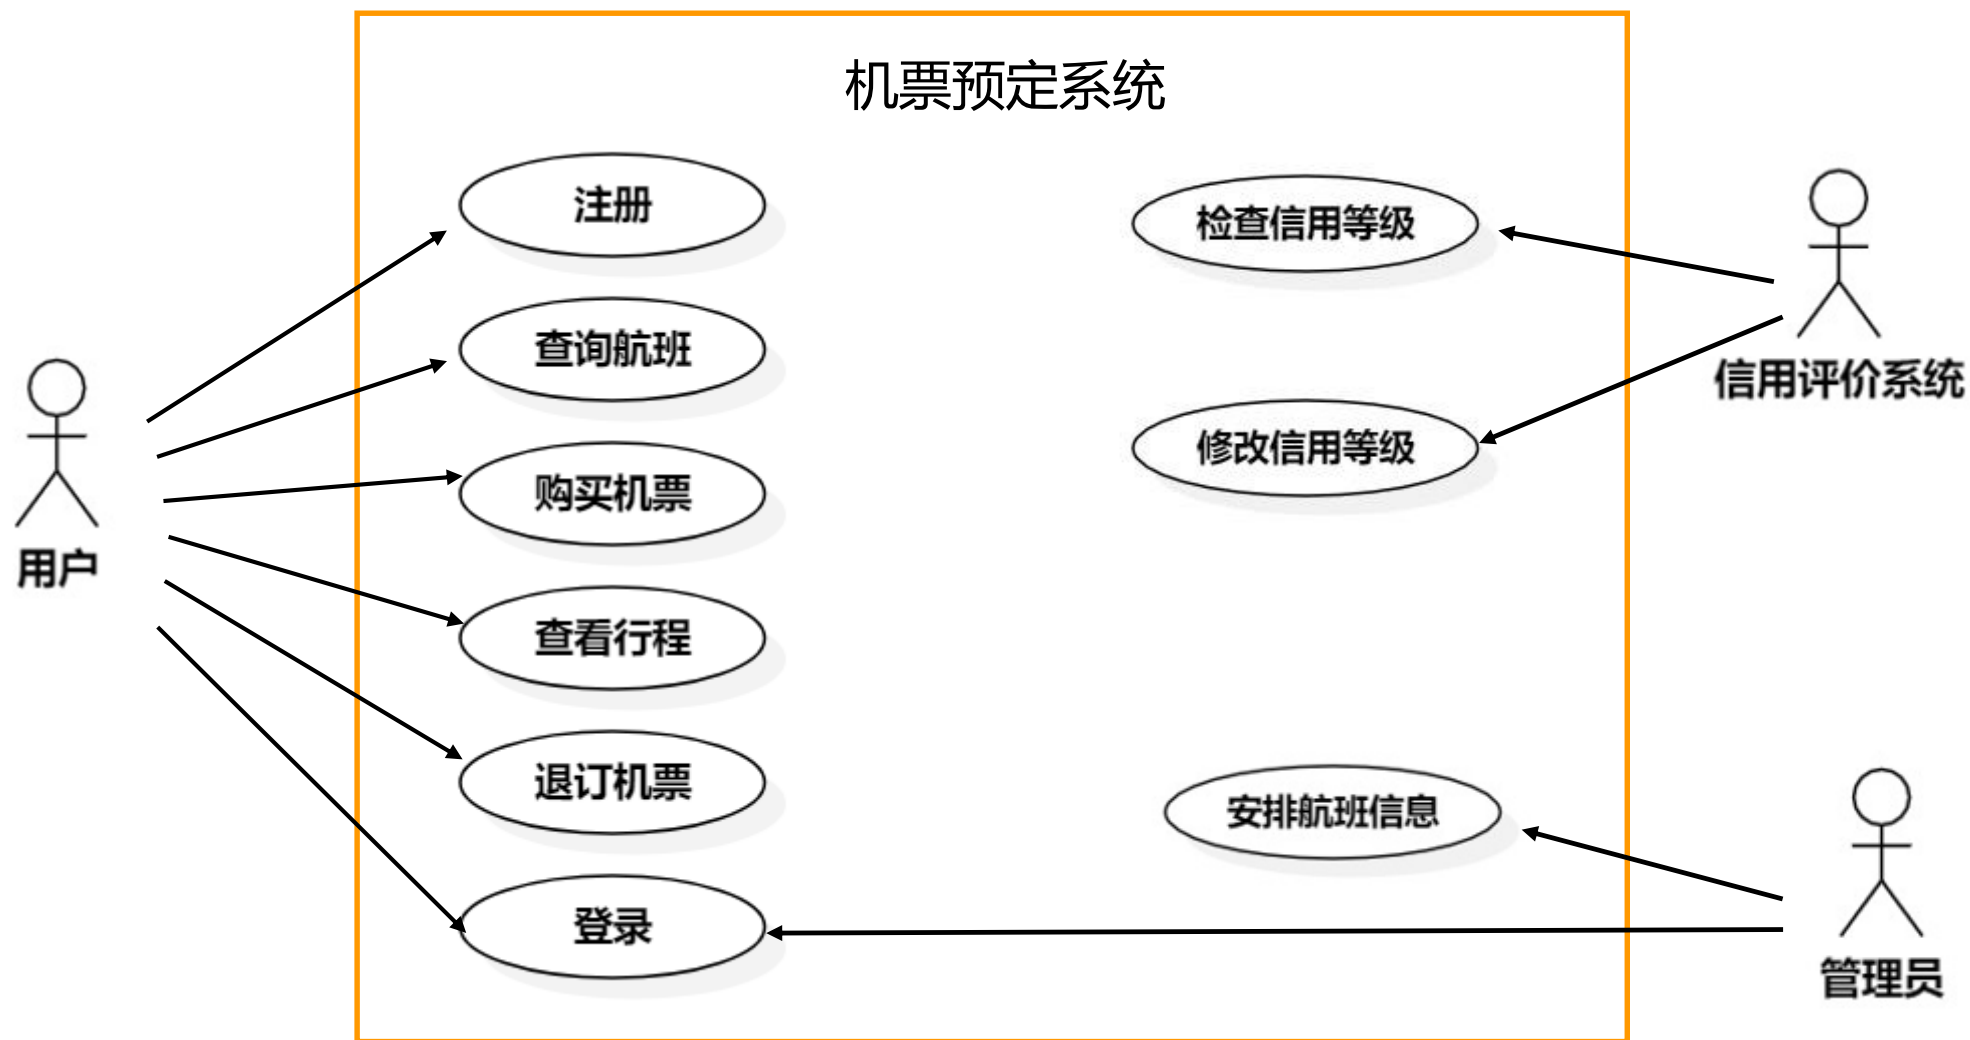 机票预定系统
注册
查询航班
购买机票
查看行程
退订机票
登录
检查信用等级
修改信用等级
安排航班信息
用户
信用评价系统
管理员